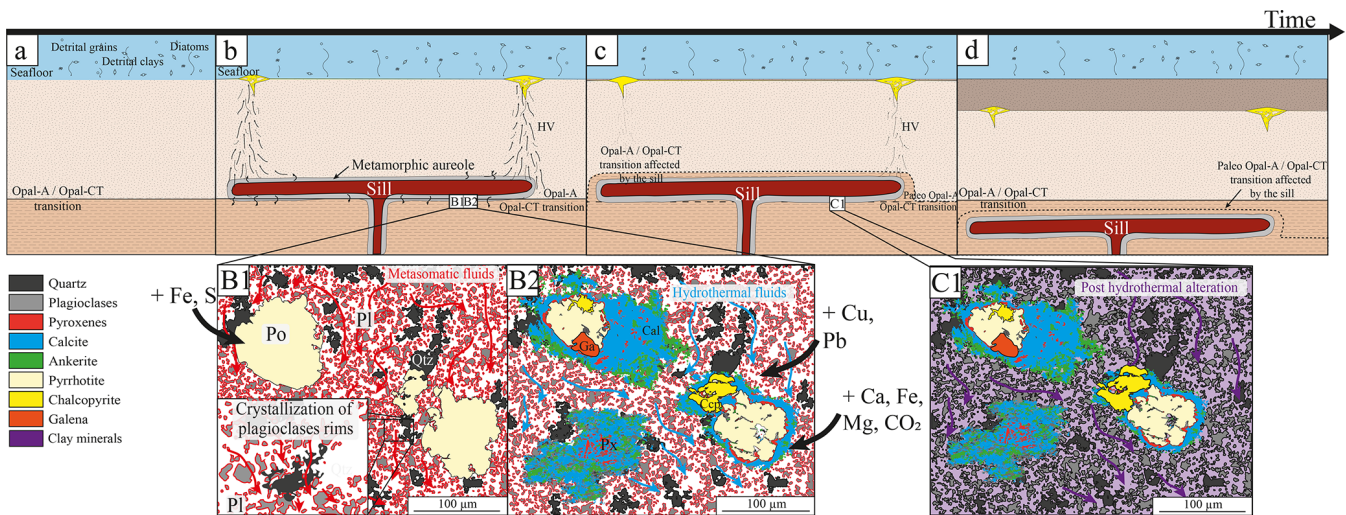 Time
a
Detrital grains
Diatoms
Detrital clays
Seafloor
Opal-A / Opal-CT
transition
b
Seafloor
HV
Metamorphic aureole
Sill
Opal-A
Opal-CT
transition
B1
B2
c
HV
Opal-A / Opal-CT
transition affected
by the sill
Sill
Paleo Opal-A
Opal-CT transition
C1
d
Paleo Opal-A / Opal-CT
transition affected
by the sill
Opal-A / Opal-CT
transition
Sill
Quartz
Plagioclases
Pyroxenes
Calcite
Ankerite
Pyrrhotite
Chalcopyrite
Galena
Clay minerals
+ Fe, S
B1
Metasomatic fluids
Po
Pl
Qtz
Crystallization of
plagioclases rims
Qtz
Pl
100 µm
B2
Hydrothermal fluids
Cal
Ga
Ccp
Px
100 µm
+ Cu,
Pb
+ Ca, Fe,
Mg, CO₂
C1
Post hydrothermal alteration
100 µm